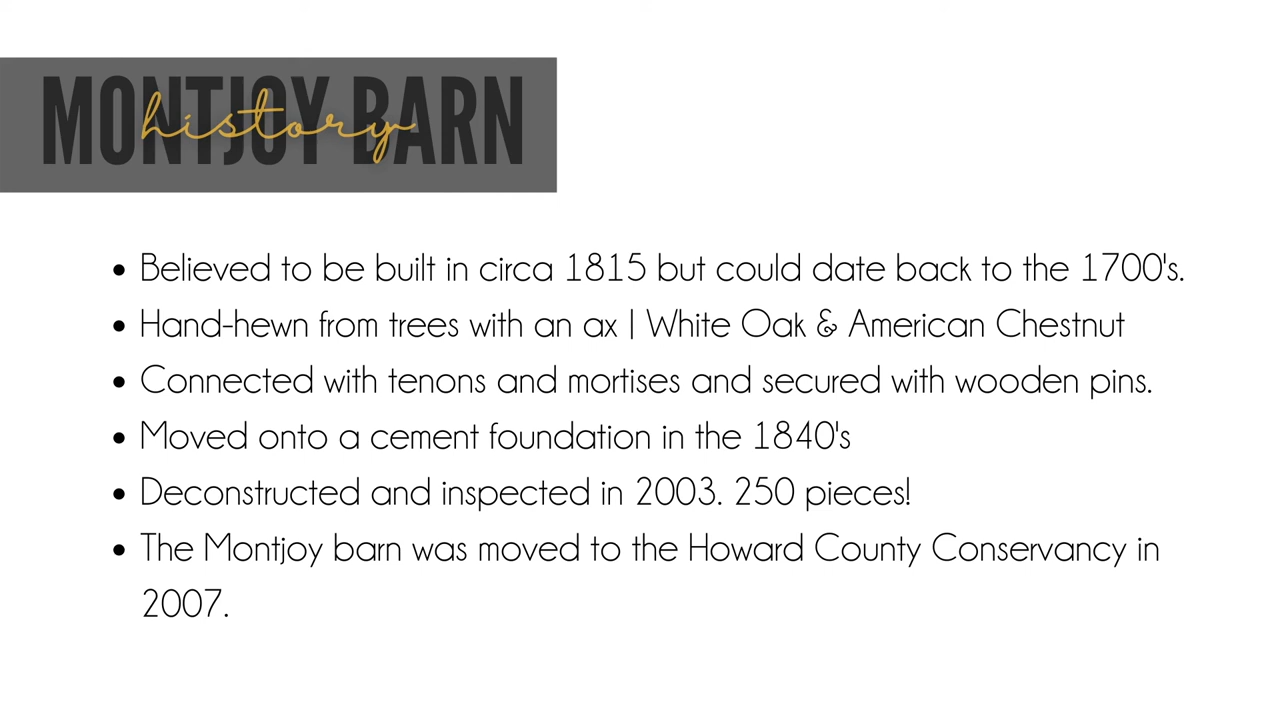 MONTJOY BARN
history
• Believed to be built in circa 1815 but could date back to the 1700's.
• Hand-hewn from trees with an ax | White Oak & American Chestnut
• Connected with tenons and mortises and secured with wooden pins.
• Moved onto a cement foundation in the 1840's
• Deconstructed and inspected in 2003. 250 pieces!
• The Montjoy barn was moved to the Howard County Conservancy in
2007.